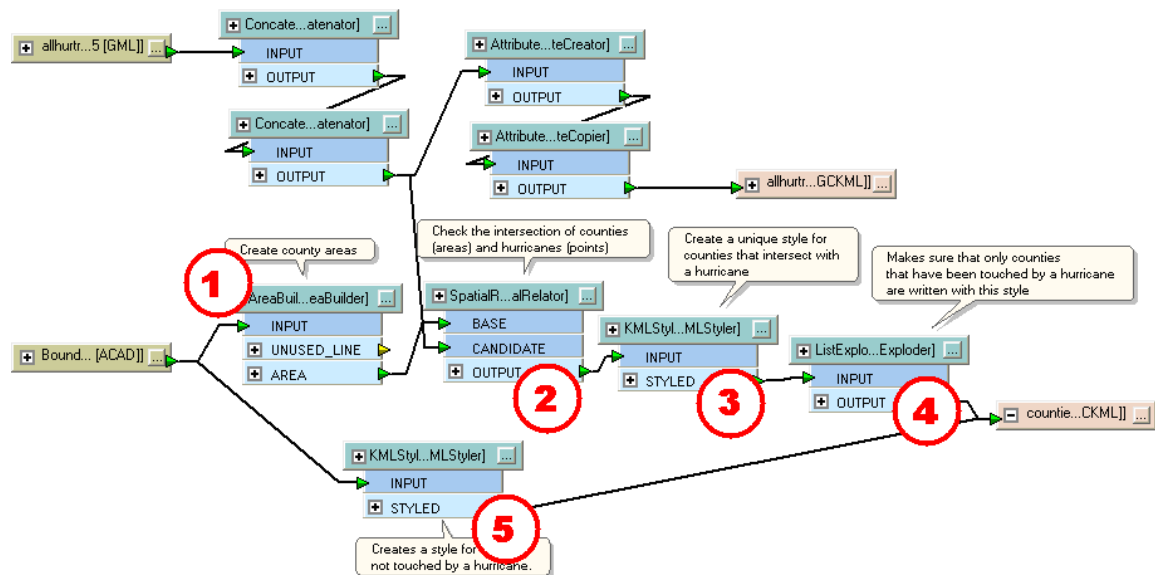 allhurtr...5 [GML]] ...
Concate...atenator] ...
INPUT
OUTPUT
Concate...atenator] ...
INPUT
OUTPUT
Attribute...teCreator] ...
INPUT
OUTPUT
Attribute...teCopier] ...
INPUT
OUTPUT
allhurtr...GCKML]] ...
Create county areas
Check the intersection of counties
(areas) and hurricanes (points)
Create a unique style for
counties that intersect with
a hurricane
Makes sure that only counties
that have been touched by a hurricane
are written with this style
1
AreaBuil...eaBuilder] ...
INPUT
UNUSED_LINE
AREA
Bound... [ACAD]] ...
SpatialR...alRelator] ...
BASE
CANDIDATE
OUTPUT
2
KMLStyl...MLStyler] ...
INPUT
STYLED
3
ListExplo...Exploder] ...
INPUT
OUTPUT
4
countie...CKML]] ...
KMLStyl...MLStyler] ...
INPUT
STYLED
5
Creates a style for
not touched by a hurricane.